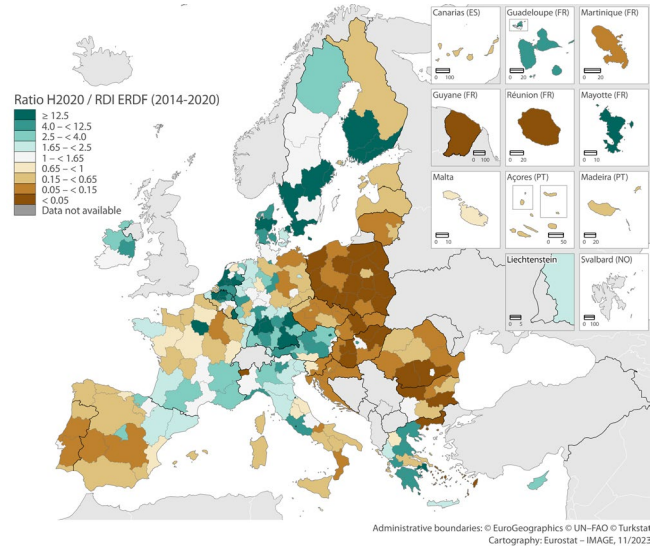 Canarias (ES)
0 100
Guadeloupe (FR)
0 20
Martinique (FR)
0 20
Ratio H2020 / RDI ERDF (2014-2020)
≥ 12.5
4.0 – < 12.5
2.5 – < 4.0
1.65 – < 2.5
1 – < 1.65
0.65 – < 1
0.15 – < 0.65
0.05 – < 0.15
< 0.05
Data not available
Guyane (FR)
0 100
Réunion (FR)
0 20
Mayotte (FR)
0 10
Malta
0 10
Açores (PT)
0 50
Madeira (PT)
0 20
Liechtenstein
0 5
Svalbard (NO)
0 100
Administrative boundaries: © EuroGeographics © UN–FAO © Turkstat
Cartography: Eurostat – IMAGE, 11/2023